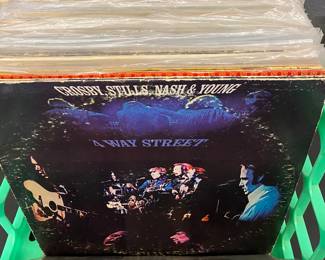 CROSBY, STILLS, NASH & YOUNG
4 WAY STREET